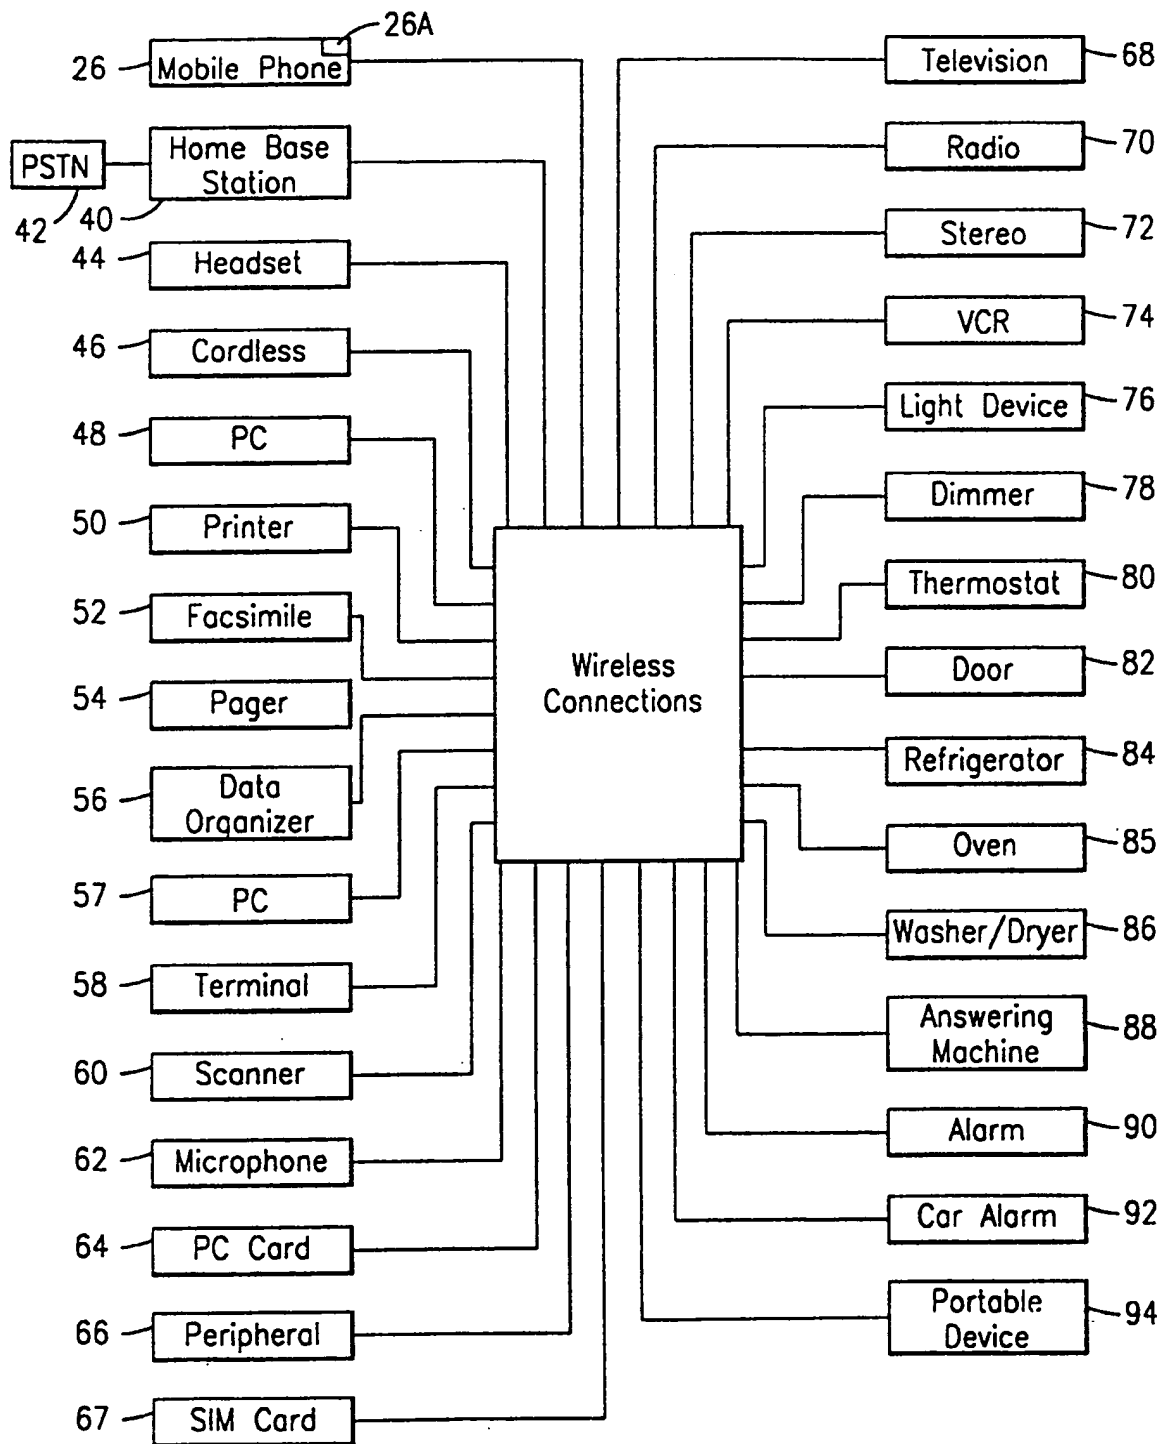 26A
26
Mobile Phone
PSTN
42
Home Base
Station
40
44
Headset
46
Cordless
48
PC
50
Printer
52
Facsimile
54
Pager
56
Data
Organizer
57
PC
58
Terminal
60
Scanner
62
Microphone
64
PC Card
66
Peripheral
67
SIM Card
Wireless
Connections
Television
68
Radio
70
Stereo
72
VCR
74
Light Device
76
Dimmer
78
Thermostat
80
Door
82
Refrigerator
84
Oven
85
Washer/Dryer
86
Answering
Machine
88
Alarm
90
Car Alarm
92
Portable
Device
94